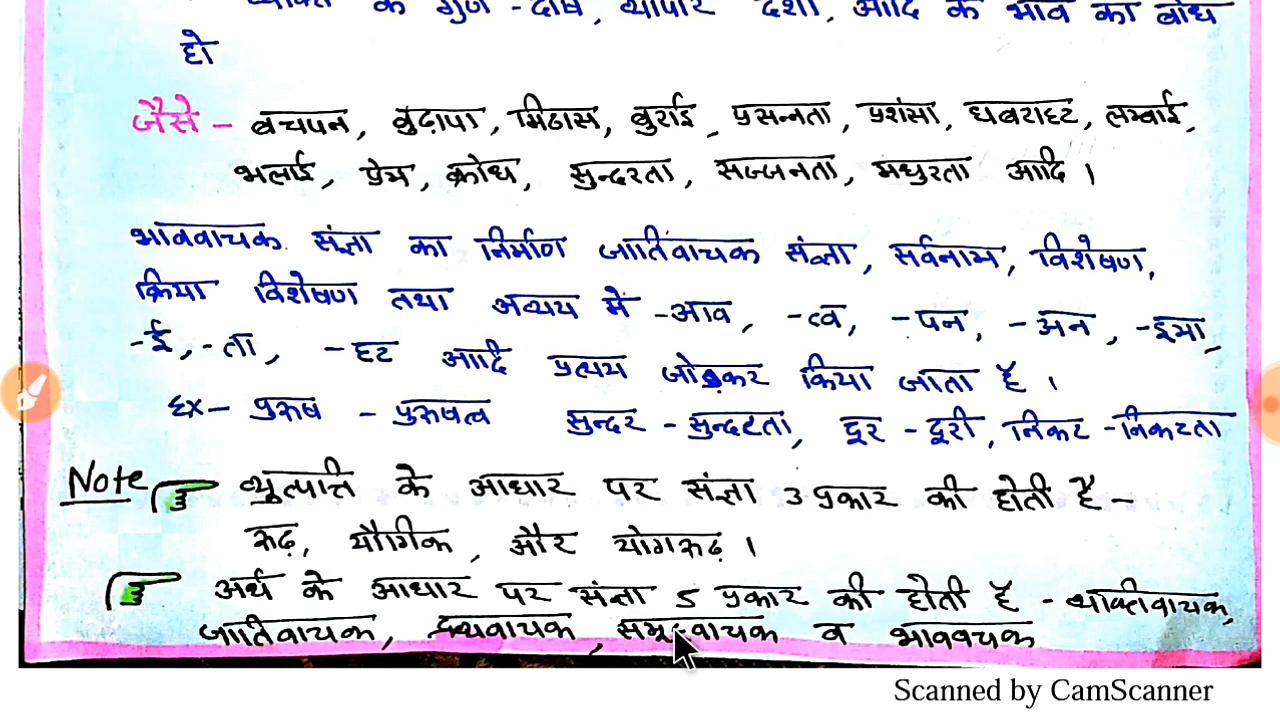 व्यक्ति के गुण - दोष, व्यापार दशा, आदि के भाव का बोध
हो
जैसे - बचपन, बुढ़ापा, मिठास, बुराई, प्रसन्नता, प्रशंसा, घबराहट, लम्बाई,
भलाई, प्रेम, क्रोध, सुन्दरता, सज्जनता, मधुरता आदि ।
भाववाचक संज्ञा का निर्माण जातिवाचक संज्ञा, सर्वनाम, विशेषण,
क्रिया विशेषण तथा अव्यय में -आव, -त्व, -पन, -अन, -इमा,
-ई, -ता, -हट आदि प्रत्यय जोड़कर किया जाता है ।
Ex- पुरुष - पुरुषत्व सुन्दर - सुन्दरता, दूर - दूरी, निकट - निकटता
Note व्युत्पत्ति के आधार पर संज्ञा 3 प्रकार की होती है -
रूढ़, यौगिक, और योगरूढ़ ।
अर्थ के आधार पर संज्ञा 5 प्रकार की होती है - व्यक्तिवाचक,
जातिवाचक, द्रव्यवाचक, समूहवाचक व भाववचक
Scanned by CamScanner